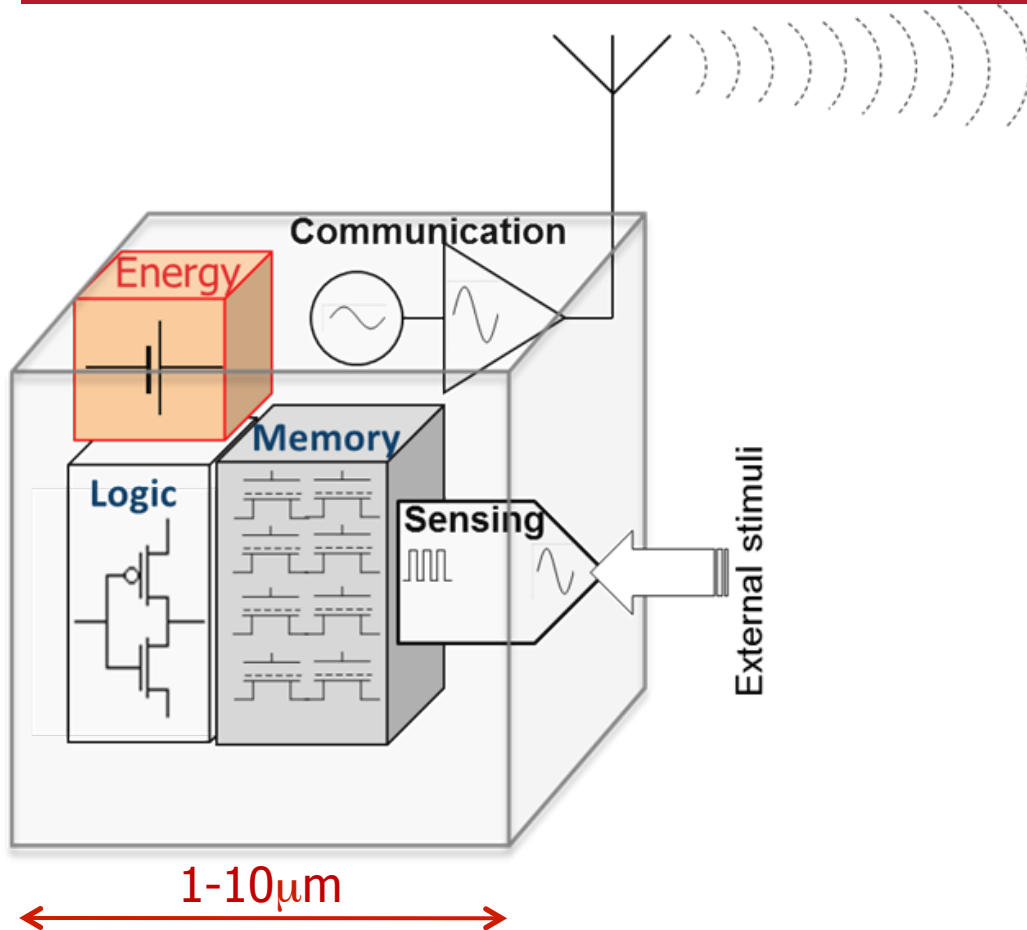 Communication
Energy
Memory
Logic
Sensing
External stimuli
1-10μm